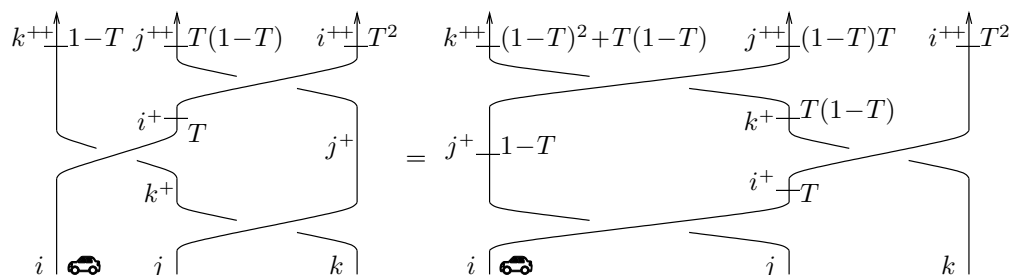 k⁺⁺ 1−T j⁺⁺ T(1−T) i⁺⁺ T² k⁺⁺ (1−T)²+T(1−T) j⁺⁺ (1−T)T i⁺⁺ T²
i⁺ T k⁺ T(1−T)
j⁺ = j⁺ 1−T
k⁺ i⁺ T
i j k i j k